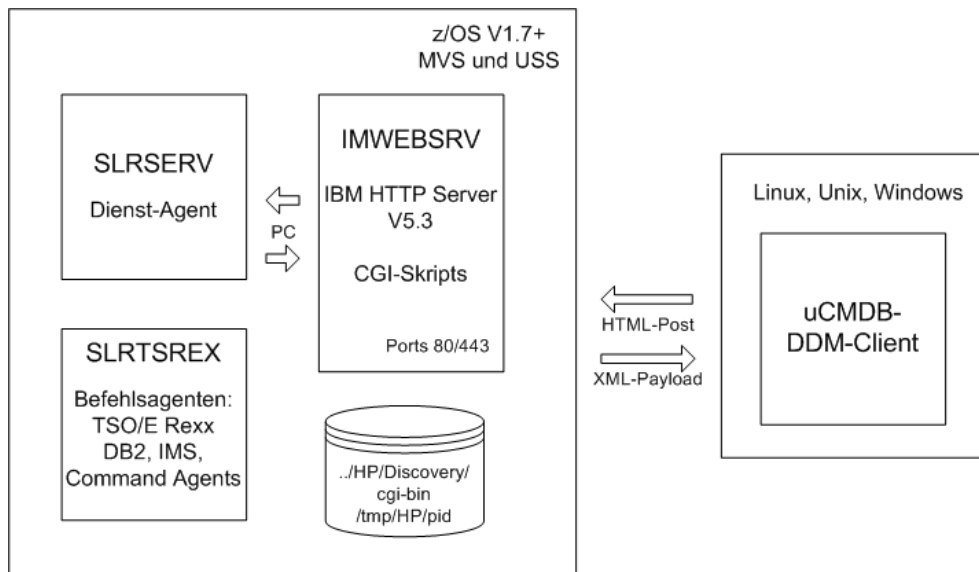 z/OS V1.7+
MVS und USS
SLRSERV
Dienst-Agent
PC
IMWEBSRV
IBM HTTP Server
V5.3
CGI-Skripts
Ports 80/443
SLRTSREX
Befehlsagenten:
TSO/E Rexx
DB2, IMS,
Command Agents
../HP/Discovery/
cgi-bin
/tmp/HP/pid
HTML-Post
XML-Payload
Linux, Unix, Windows
uCMDB-
DDM-Client